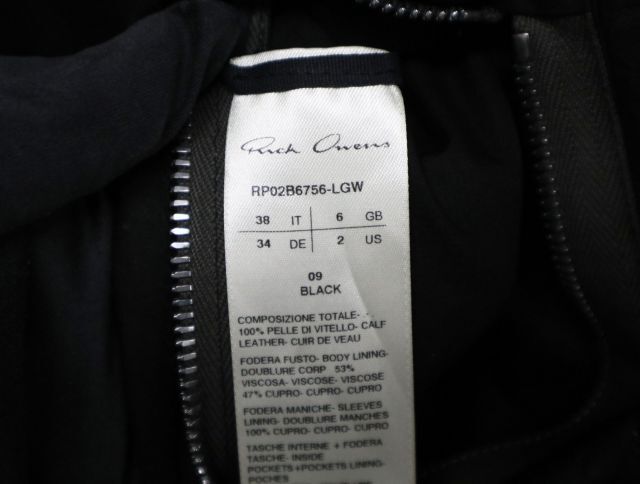 Rick Owens
RP02B6756-LGW
38 IT 6 GB
34 DE 2 US
09
BLACK
COMPOSIZIONE TOTALE-
100% PELLE DI VITELLO- CALF
LEATHER- CUIR DE VEAU
FODERA FUSTO- BODY LINING-
DOUBLURE CORP 53%
VISCOSA- VISCOSE- VISCOSE
47% CUPRO- CUPRO- CUPRO
FODERA MANICHE- SLEEVES
LINING- DOUBLURE MANCHES
100% CUPRO- CUPRO- CUPRO
TASCHE INTERNE + FODERA
TASCHE- INSIDE
POCKETS+POCKETS LINING-
POCHES